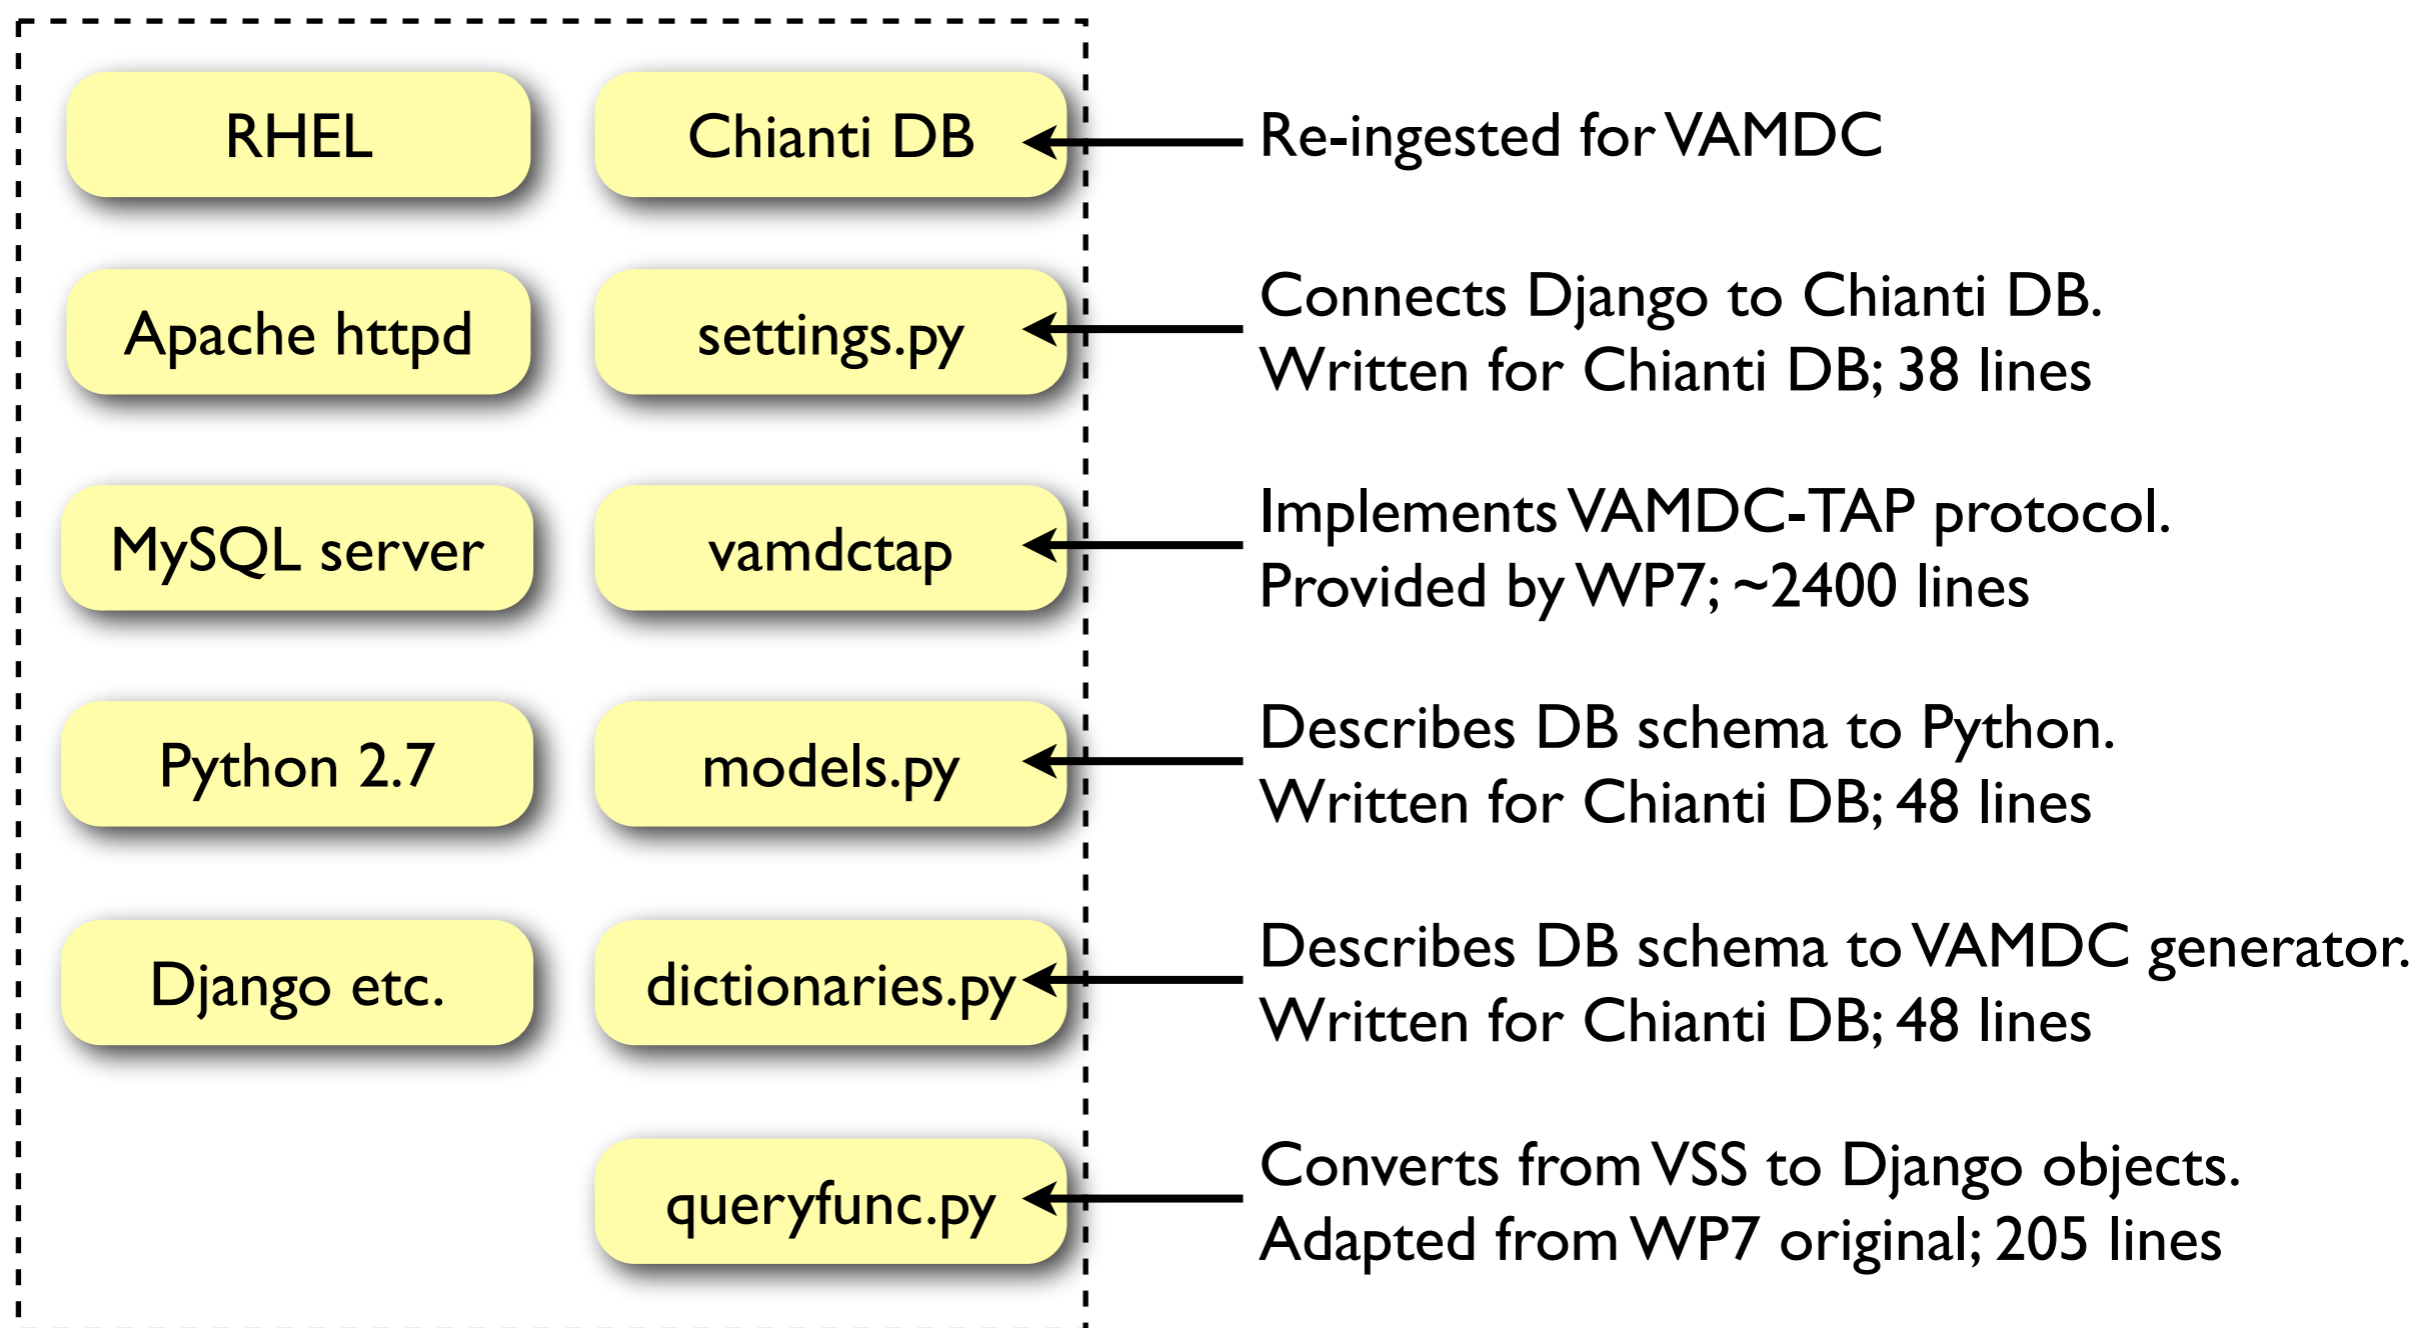 RHEL
Chianti DB
Re-ingested for VAMDC
Apache httpd
settings.py
Connects Django to Chianti DB.
Written for Chianti DB; 38 lines
MySQL server
vamdctap
Implements VAMDC-TAP protocol.
Provided by WP7; ~2400 lines
Python 2.7
models.py
Describes DB schema to Python.
Written for Chianti DB; 48 lines
Django etc.
dictionaries.py
Describes DB schema to VAMDC generator.
Written for Chianti DB; 48 lines
queryfunc.py
Converts from VSS to Django objects.
Adapted from WP7 original; 205 lines